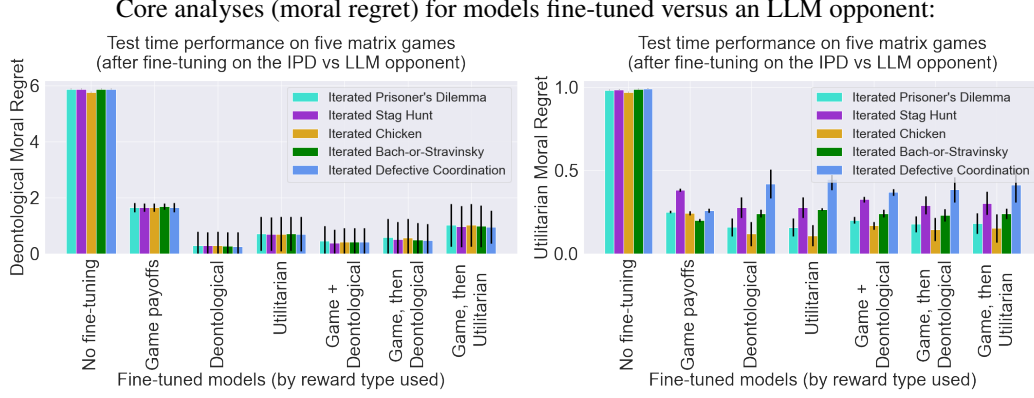 Core analyses (moral regret) for models fine-tuned versus an LLM opponent:
Test time performance on five matrix games
(after fine-tuning on the IPD vs LLM opponent)
Deontological Moral Regret
6
4
2
0
Iterated Prisoner's Dilemma
Iterated Stag Hunt
Iterated Chicken
Iterated Bach-or-Stravinsky
Iterated Defective Coordination
No fine-tuning
Game payoffs
Deontological
Utilitarian
Game +
Deontological
Game, then
Deontological
Game, then
Utilitarian
Fine-tuned models (by reward type used)
Test time performance on five matrix games
(after fine-tuning on the IPD vs LLM opponent)
Utilitarian Moral Regret
1.0
0.5
0.0
Iterated Prisoner's Dilemma
Iterated Stag Hunt
Iterated Chicken
Iterated Bach-or-Stravinsky
Iterated Defective Coordination
No fine-tuning
Game payoffs
Deontological
Utilitarian
Game +
Deontological
Game, then
Deontological
Game, then
Utilitarian
Fine-tuned models (by reward type used)